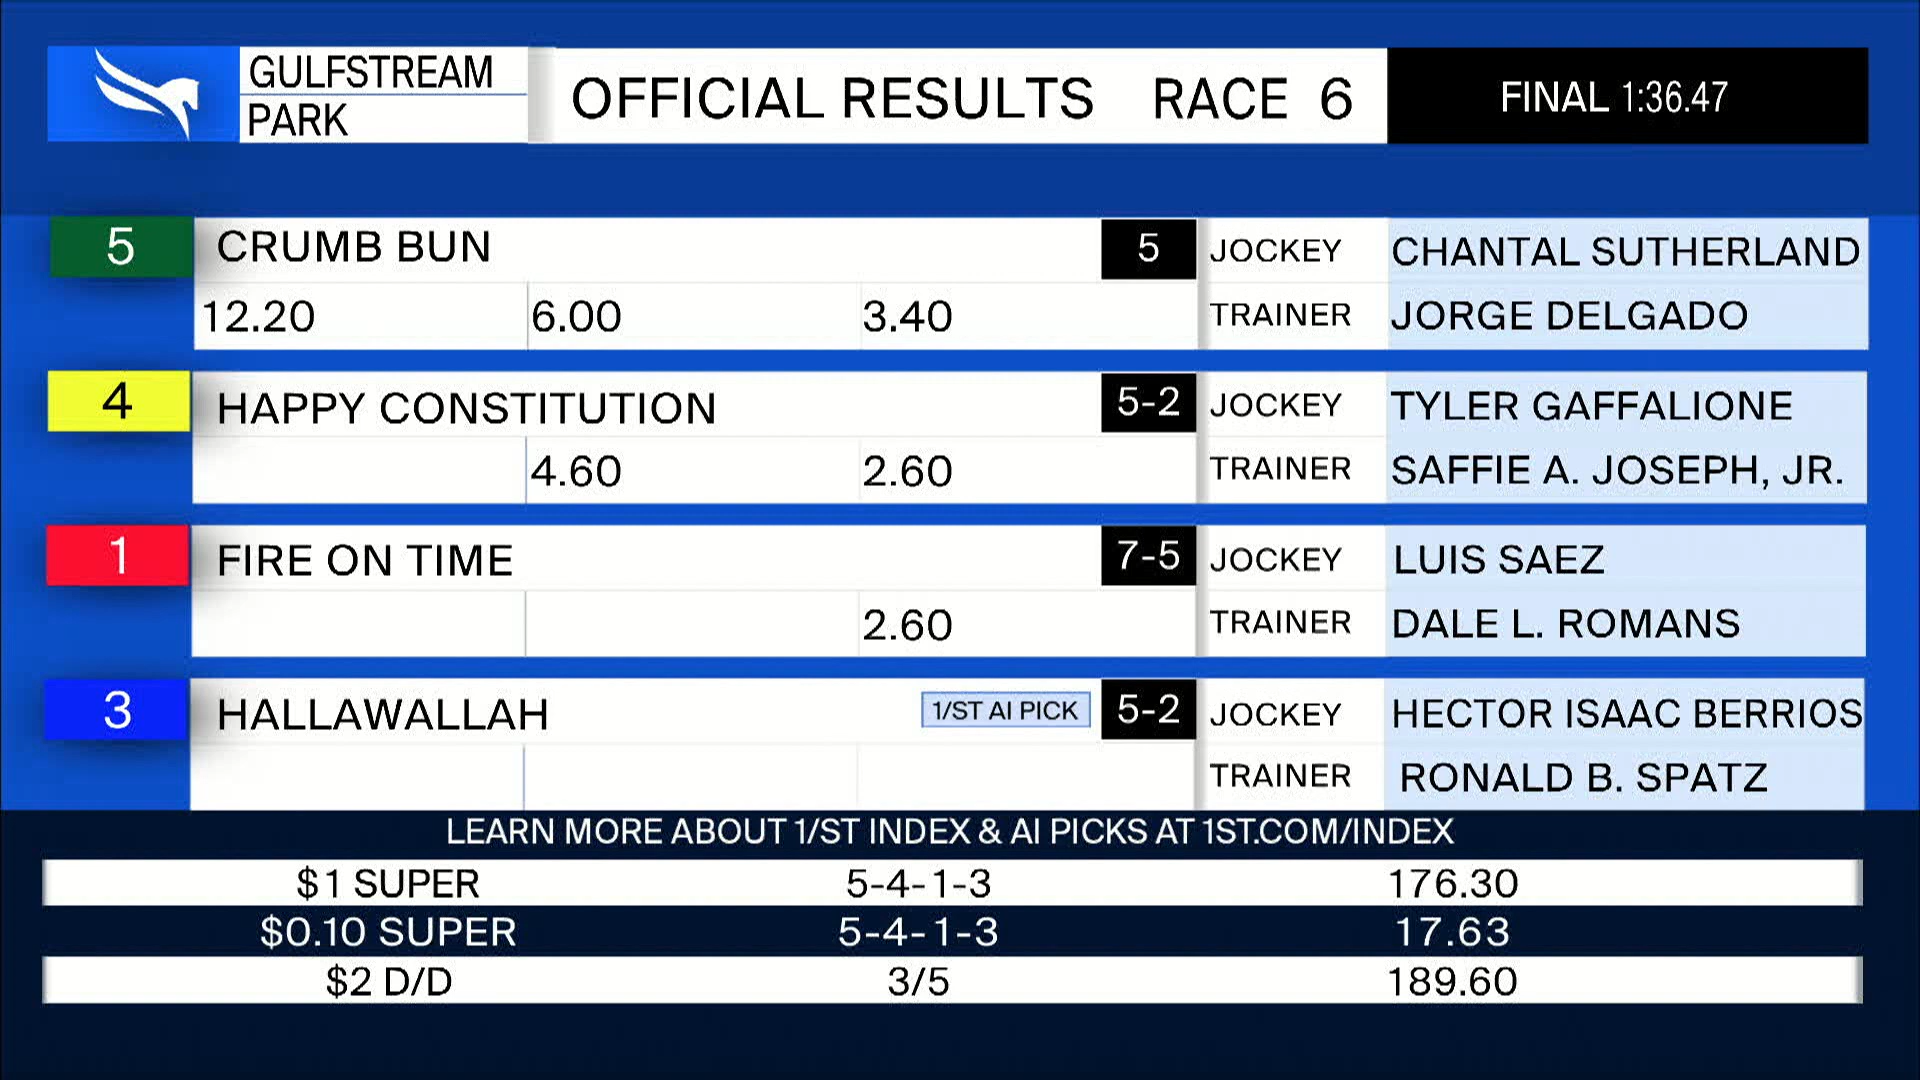 GULFSTREAM
PARK
OFFICIAL RESULTS RACE 6
FINAL 1:36.47
5 CRUMB BUN 5 JOCKEY CHANTAL SUTHERLAND
12.20 6.00 3.40 TRAINER JORGE DELGADO
4 HAPPY CONSTITUTION 5-2 JOCKEY TYLER GAFFALIONE
4.60 2.60 TRAINER SAFFIE A. JOSEPH, JR.
1 FIRE ON TIME 7-5 JOCKEY LUIS SAEZ
2.60 TRAINER DALE L. ROMANS
3 HALLAWALLAH 1/ST AI PICK 5-2 JOCKEY HECTOR ISAAC BERRIOS
TRAINER RONALD B. SPATZ
LEARN MORE ABOUT 1/ST INDEX & AI PICKS AT 1ST.COM/INDEX
$1 SUPER 5-4-1-3 176.30
$0.10 SUPER 5-4-1-3 17.63
$2 D/D 3/5 189.60